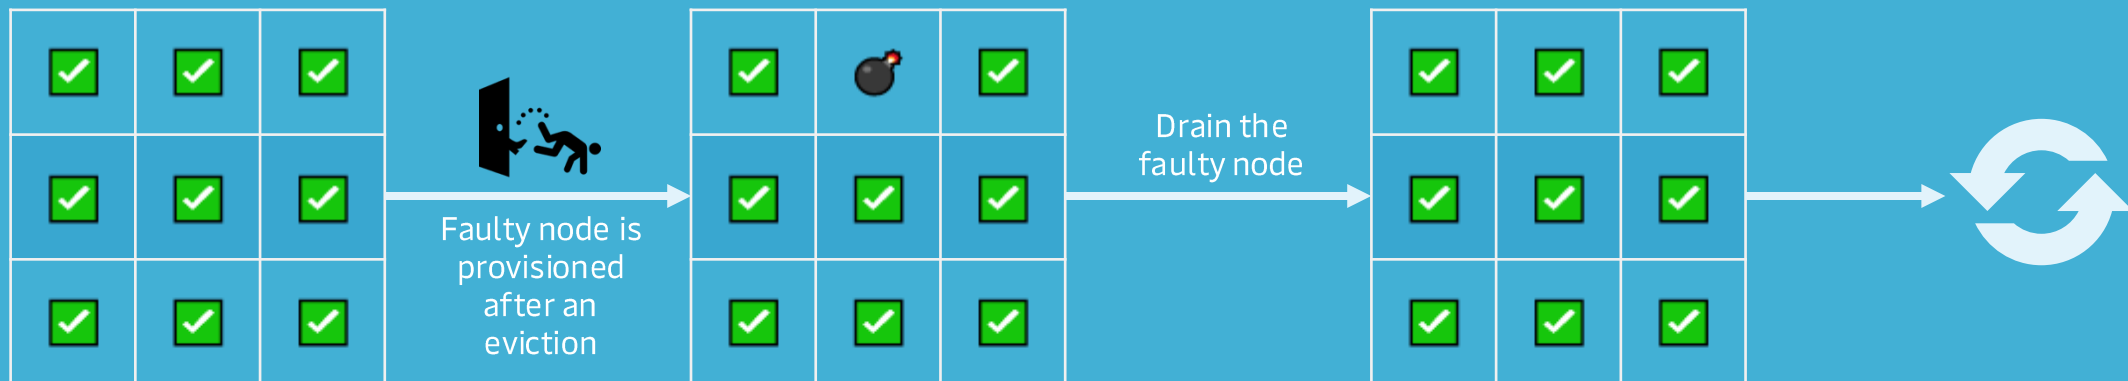 Faulty node is
provisioned
after an
eviction
Drain the
faulty node